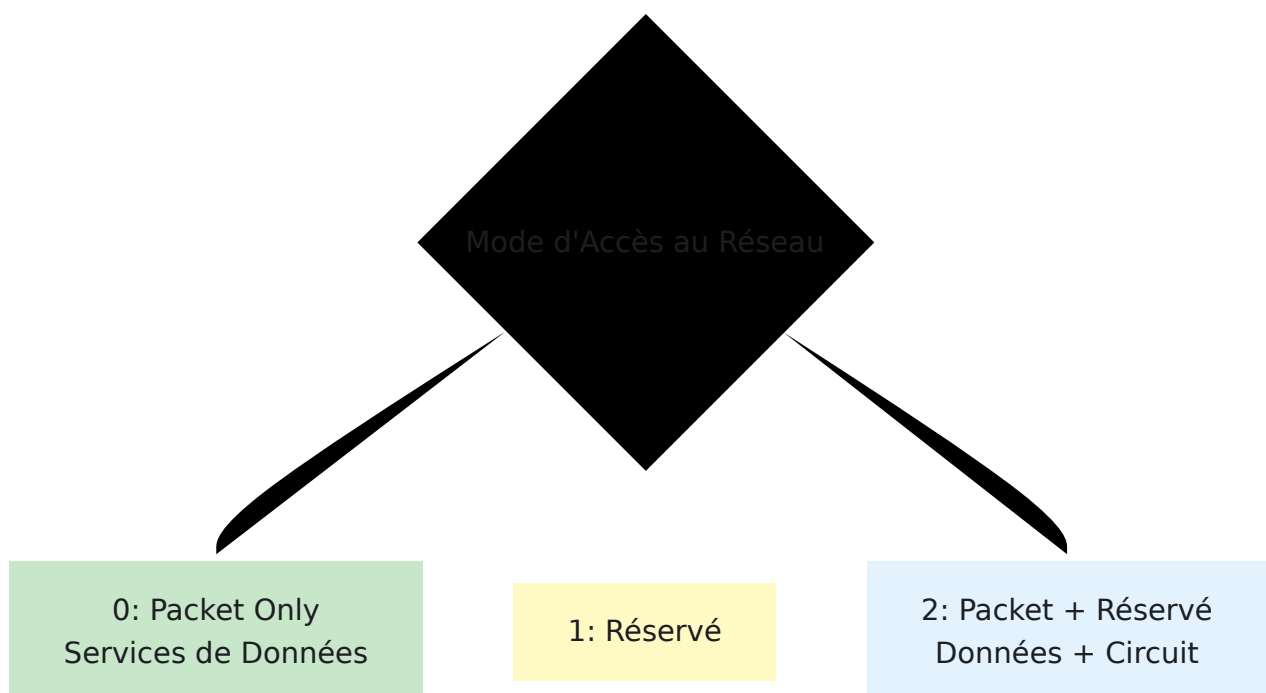 Mode d'Accès au Réseau
0: Packet Only
Services de Données
1: Réservé
2: Packet + Réservé
Données + Circuit